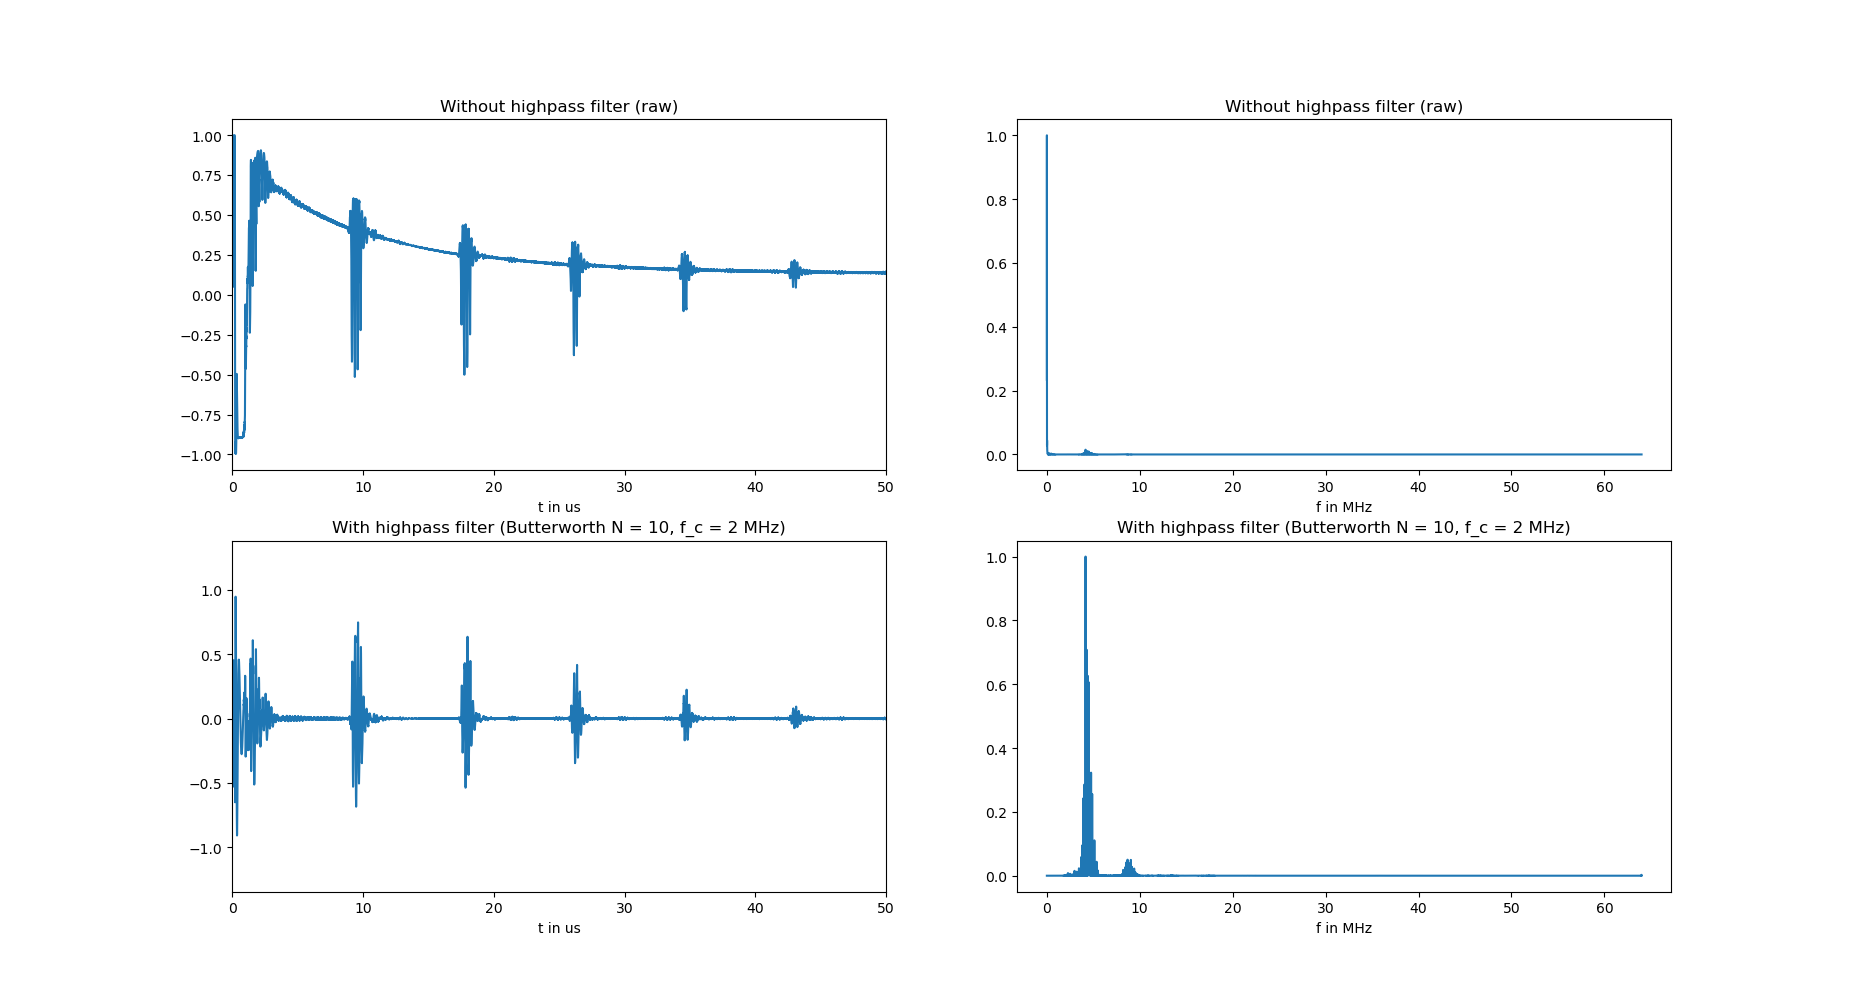 Without highpass filter (raw)
1.00
0.75
0.50
0.25
0.00
−0.25
−0.50
−0.75
−1.00
0 10 20 30 40 50
t in us
Without highpass filter (raw)
1.0
0.8
0.6
0.4
0.2
0.0
0 10 20 30 40 50 60
f in MHz
With highpass filter (Butterworth N = 10, f_c = 2 MHz)
1.0
0.5
0.0
−0.5
−1.0
0 10 20 30 40 50
t in us
With highpass filter (Butterworth N = 10, f_c = 2 MHz)
1.0
0.8
0.6
0.4
0.2
0.0
0 10 20 30 40 50 60
f in MHz